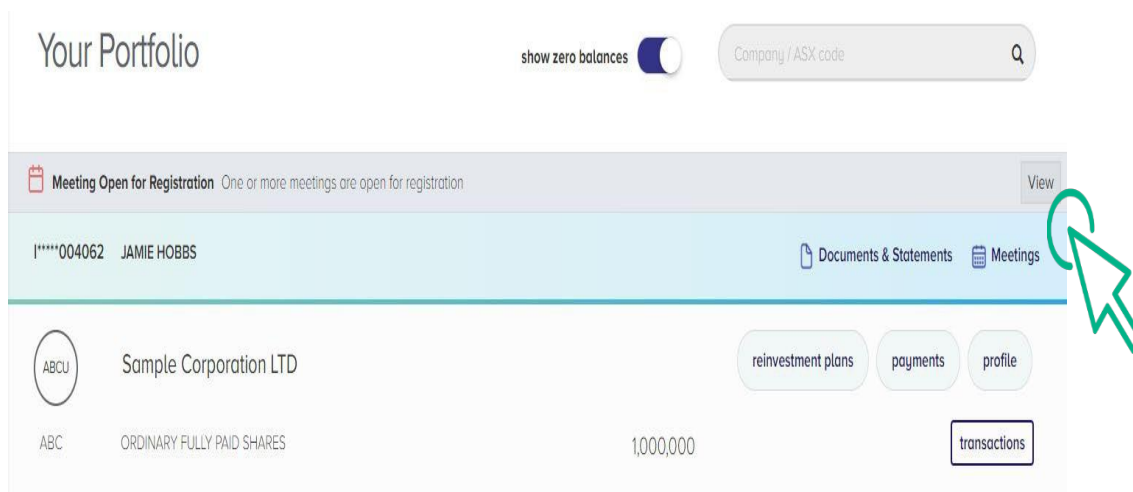 Your Portfolio show zero balances Company / ASX code
Meeting Open for Registration One or more meetings are open for registration View
I*****004062 JAMIE HOBBS Documents & Statements Meetings
ABCU Sample Corporation LTD reinvestment plans payments profile
ABC ORDINARY FULLY PAID SHARES 1,000,000 transactions